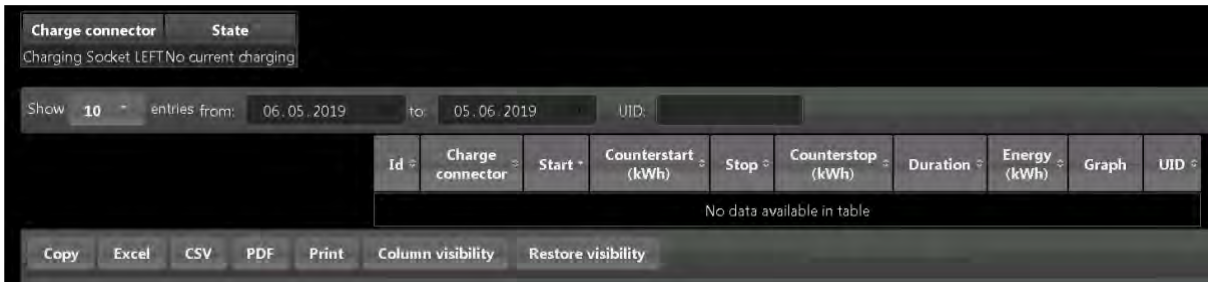 Charge connector State
Charging Socket LEFT No current charging
Show 10 entries from: 06.05.2019 to: 05.06.2019 UID:
Id Charge connector Start Counterstart (kWh) Stop Counterstop (kWh) Duration Energy (kWh) Graph UID
No data available in table
Copy Excel CSV PDF Print Column visibility Restore visibility